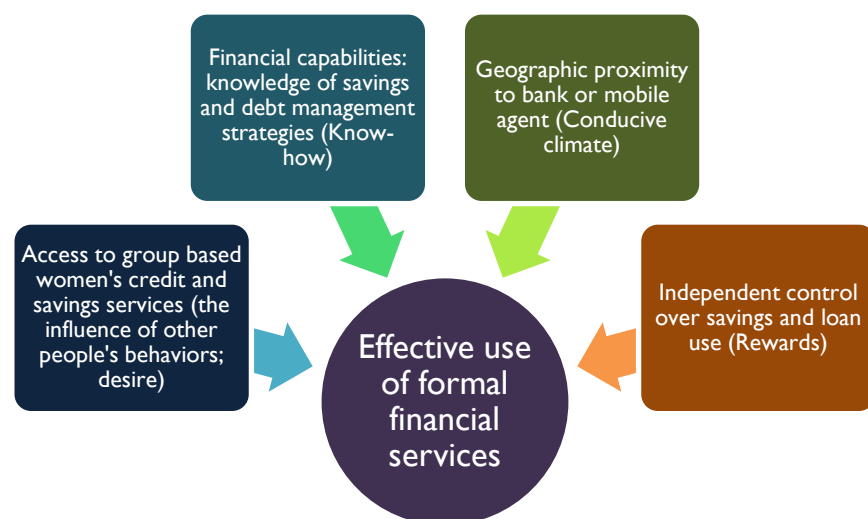 Financial capabilities:
knowledge of savings
and debt management
strategies (Know-
how)
Geographic proximity
to bank or mobile
agent (Conducive
climate)
Access to group based
women's credit and
savings services (the
influence of other
people's behaviors;
desire)
Independent control
over savings and loan
use (Rewards)
Effective use
of formal
financial
services